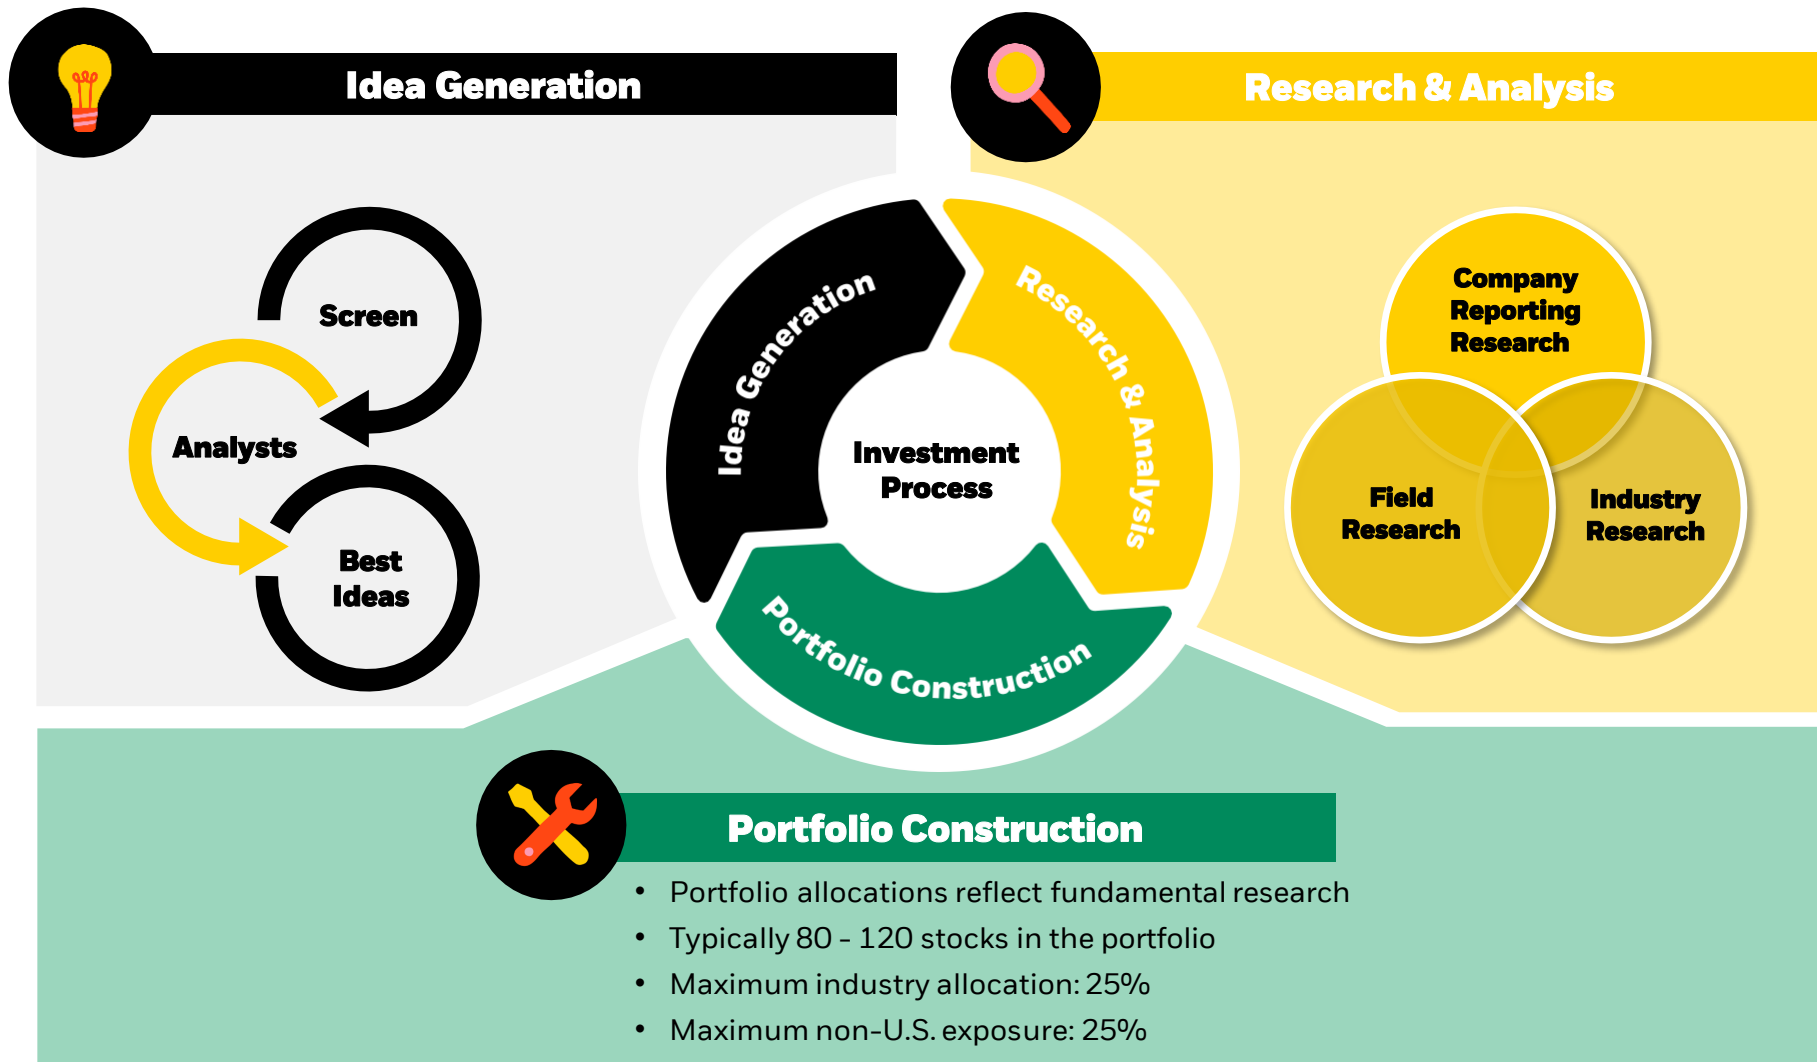 Idea Generation
Research & Analysis
Screen
Analysts
Best
Ideas
Idea Generation
Research & Analysis
Portfolio Construction
Investment
Process
Company
Reporting
Research
Field
Research
Industry
Research
Portfolio Construction
• Portfolio allocations reflect fundamental research
• Typically 80 - 120 stocks in the portfolio
• Maximum industry allocation: 25%
• Maximum non-U.S. exposure: 25%